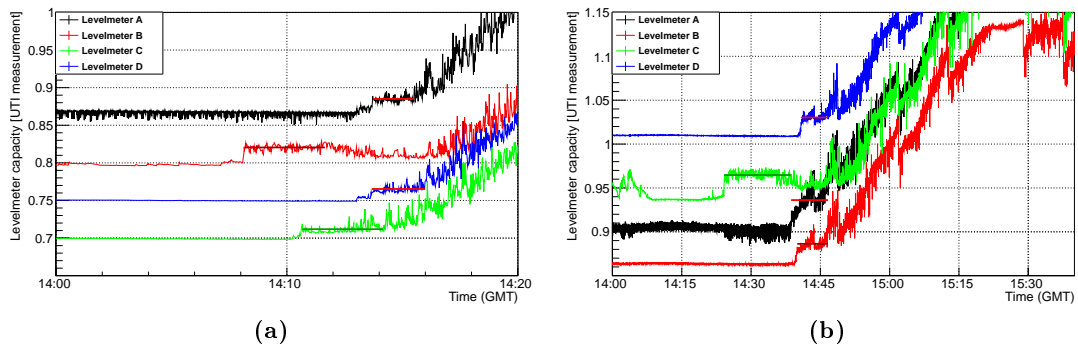 Levelmeter capacity [UTI measurement]
1
0.95
0.9
0.85
0.8
0.75
0.7
Levelmeter A
Levelmeter B
Levelmeter C
Levelmeter D
14:00
14:10
14:20
Time (GMT)
(a)
Levelmeter capacity [UTI measurement]
1.15
1.1
1.05
1
0.95
0.9
Levelmeter A
Levelmeter B
Levelmeter C
Levelmeter D
14:00
14:15
14:30
14:45
15:00
15:15
15:30
Time (GMT)
(b)